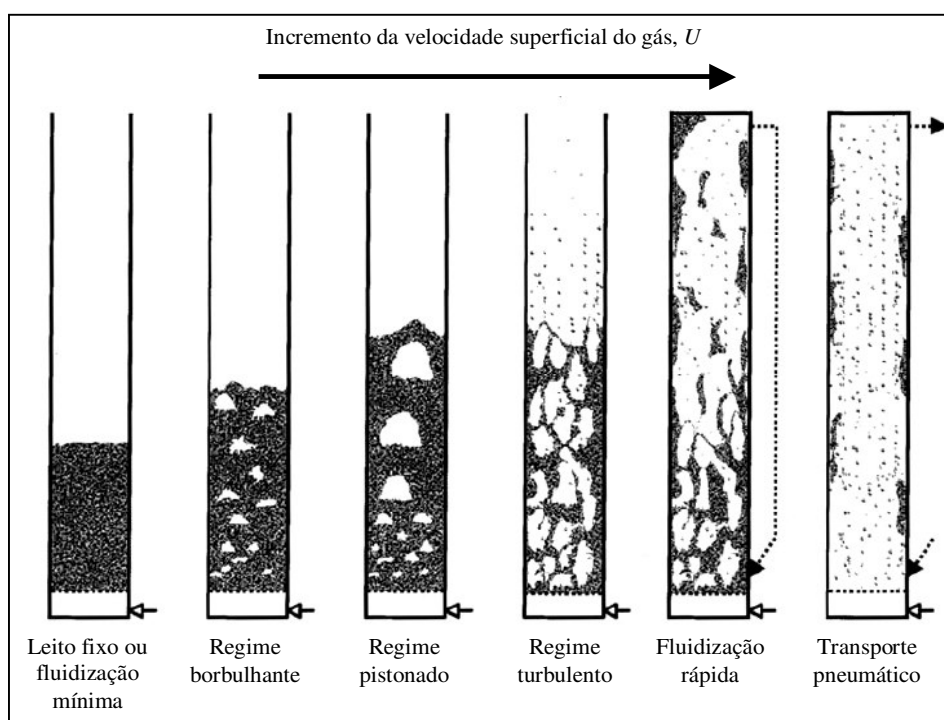 Incremento da velocidade superficial do gás, U
Leito fixo ou
fluidização
mínima
Regime
borbulhante
Regime
pistonado
Regime
turbulento
Fluidização
rápida
Transporte
pneumático